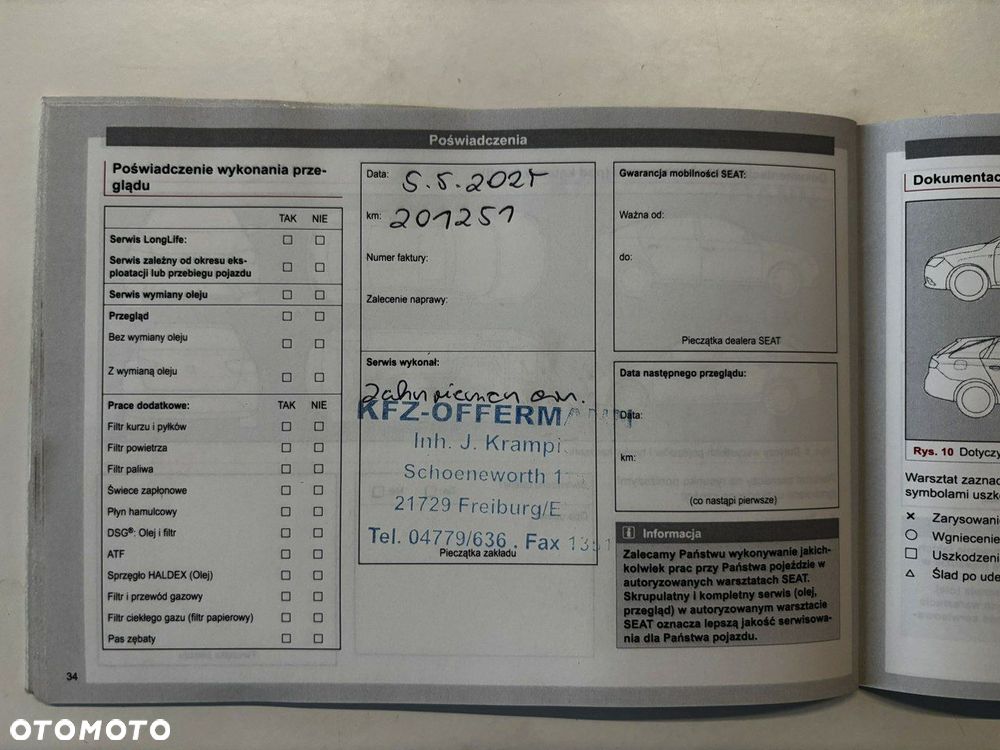 Poświadczenia
Poświadczenie wykonania prze-
glądu
TAK NIE
Serwis LongLife:
Serwis zależny od okresu eks-
ploatacji lub przebiegu pojazdu
Serwis wymiany oleju
Przegląd
Bez wymiany oleju
Z wymianą oleju
Prace dodatkowe: TAK NIE
Filtr kurzu i pyłków
Filtr powietrza
Filtr paliwa
Świece zapłonowe
Płyn hamulcowy
DSG®: Olej i filtr
ATF
Sprzęgło HALDEX (Olej)
Filtr i przewód gazowy
Filtr ciekłego gazu (filtr papierowy)
Pas zębaty
34
Data: 5.5.2021
km: 201251
Numer faktury:
Zalecenie naprawy:
Serwis wykonał:
Zahnriemen
KFZ-OFFERMANN
Inh. J. Krampi
Schoeneworth 1
21729 Freiburg/E
Tel. 04779/636 . Fax 1351
Pieczątka zakładu
Gwarancja mobilności SEAT:
Ważna od:
do:
Pieczątka dealera SEAT
Data następnego przeglądu:
Data:
km:
(co nastąpi pierwsze)
i Informacja
Zalecamy Państwu wykonywanie jakich-
kolwiek prac przy Państwa pojeździe w
autoryzowanych warsztatach SEAT.
Skrupulatny i kompletny serwis (olej,
przegląd) w autoryzowanym warsztacie
SEAT oznacza lepszą jakość serwisowa-
nia dla Państwa pojazdu.
Dokumentac
Rys. 10 Dotyczy
Warsztat zaznac
symbolami uszko
× Zarysowani
Wgniecenie
Uszkodzeni
Ślad po ude
OTOMOTO